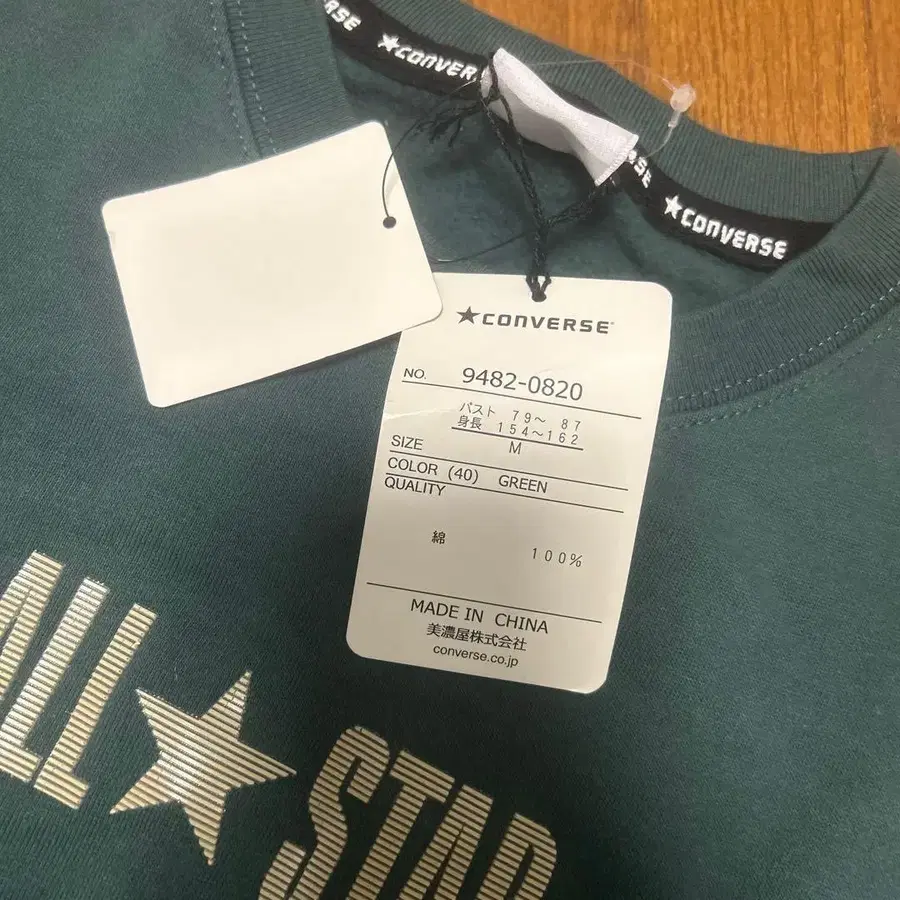 ★CONVERSE
★CONVERSE
★CONVERSE®
NO. 9482-0820
バスト 79～ 87
身長 154～162
SIZE M
COLOR (40) GREEN
QUALITY
綿 100%
MADE IN CHINA
美濃屋株式会社
converse.co.jp
ALL★STAR